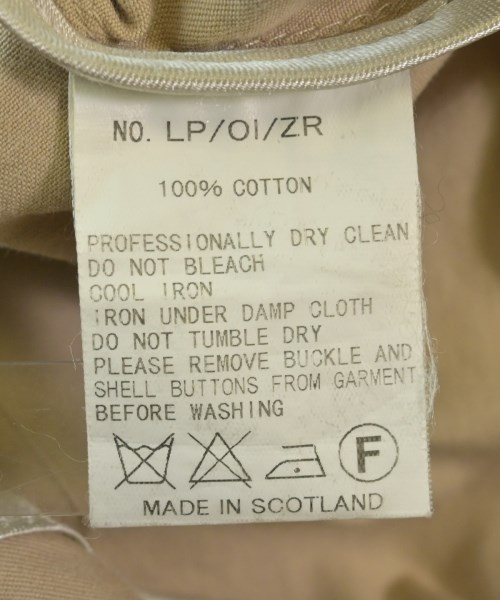 NO. LP/OI/ZR
100% COTTON
PROFESSIONALLY DRY CLEAN
DO NOT BLEACH
COOL IRON
IRON UNDER DAMP CLOTH
DO NOT TUMBLE DRY
PLEASE REMOVE BUCKLE AND
SHELL BUTTONS FROM GARMENT
BEFORE WASHING
F
MADE IN SCOTLAND